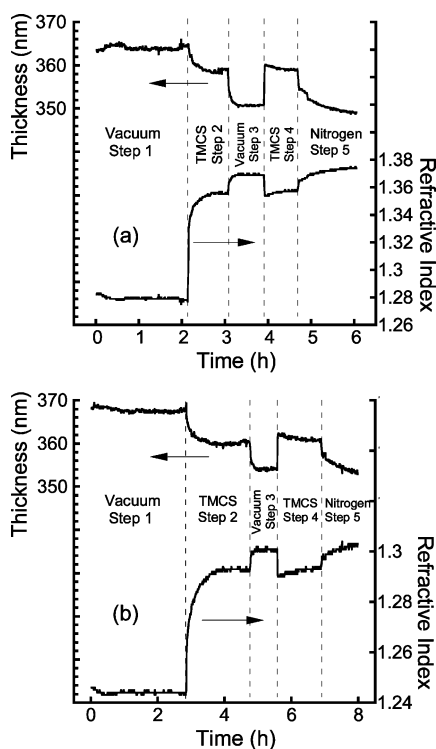 370
360
350
Thickness (nm)
Vacuum
Step 1
TMCS
Step 2
Vacuum
Step 3
TMCS
Step 4
Nitrogen
Step 5
1.38
1.36
1.34
1.32
1.3
1.28
1.26
Refractive Index
(a)
0 1 2 3 4 5 6
Time (h)
370
360
350
Thickness (nm)
Vacuum
Step 1
TMCS
Step 2
Vacuum
Step 3
TMCS
Step 4
Nitrogen
Step 5
1.3
1.28
1.26
1.24
Refractive Index
(b)
0 2 4 6 8
Time (h)